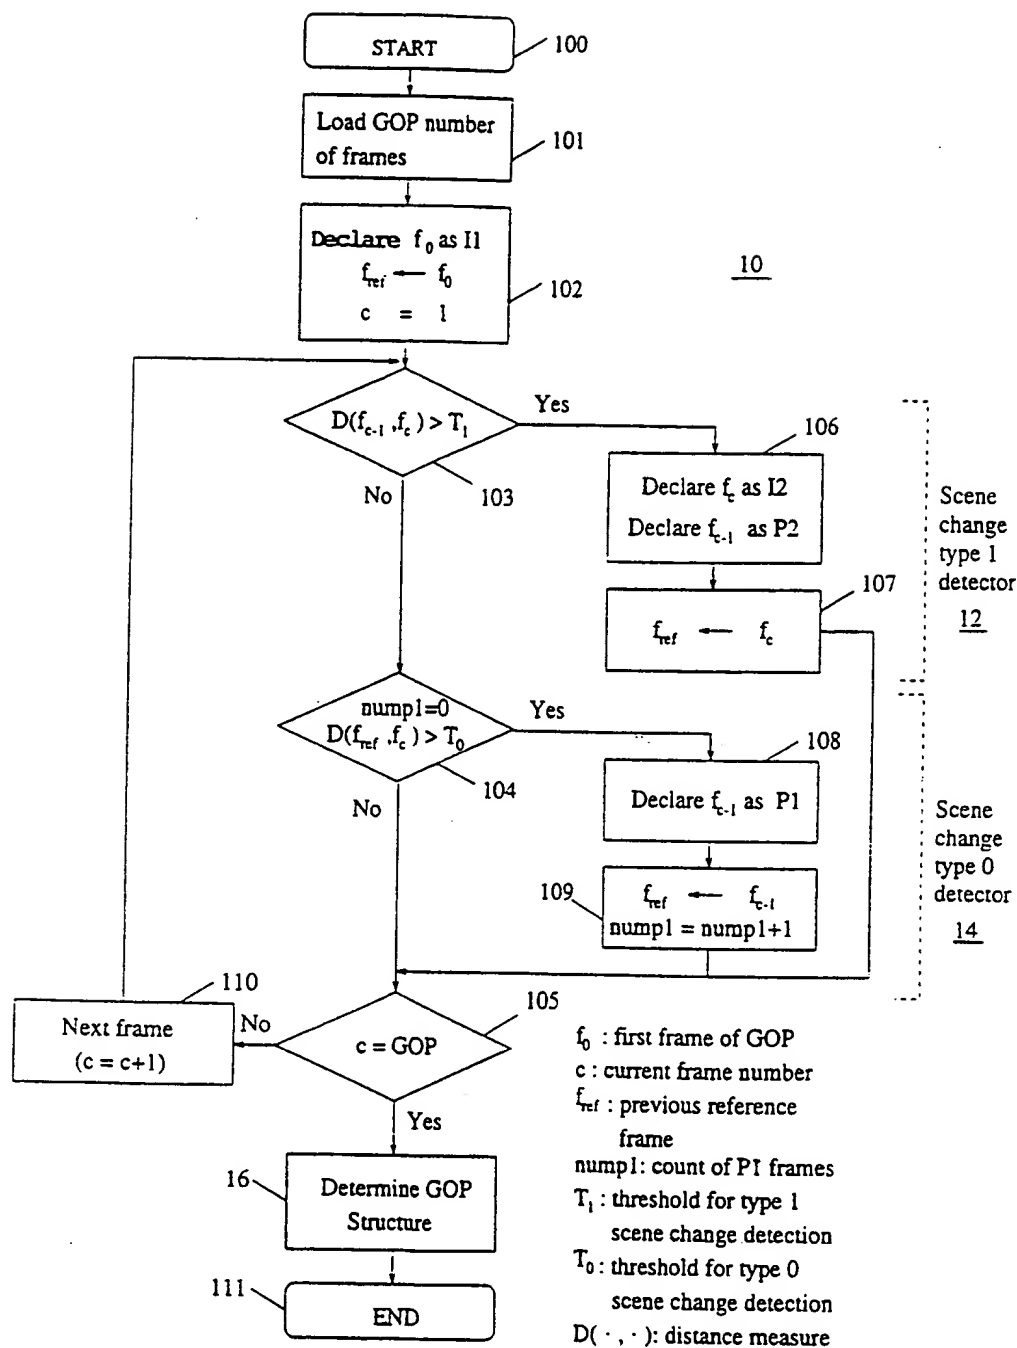 START
100
Load GOP number
of frames
101
Declare f0 as I1
fref ← f0
c = 1
102
10
D(fc-1 ,fc) > T1
Yes
103
No
106
Declare fc as I2
Declare fc-1 as P2
107
fref ← fc
Scene
change
type 1
detector
12
nump1=0
D(fref ,fc) > T0
Yes
104
No
108
Declare fc-1 as P1
109
fref ← fc-1
nump1 = nump1+1
Scene
change
type 0
detector
14
110
Next frame
(c = c+1)
No
c = GOP
105
Yes
16
Determine GOP
Structure
111
END
f0 : first frame of GOP
c : current frame number
fref : previous reference
frame
nump1: count of P1 frames
T1 : threshold for type 1
scene change detection
T0 : threshold for type 0
scene change detection
D( · , · ): distance measure